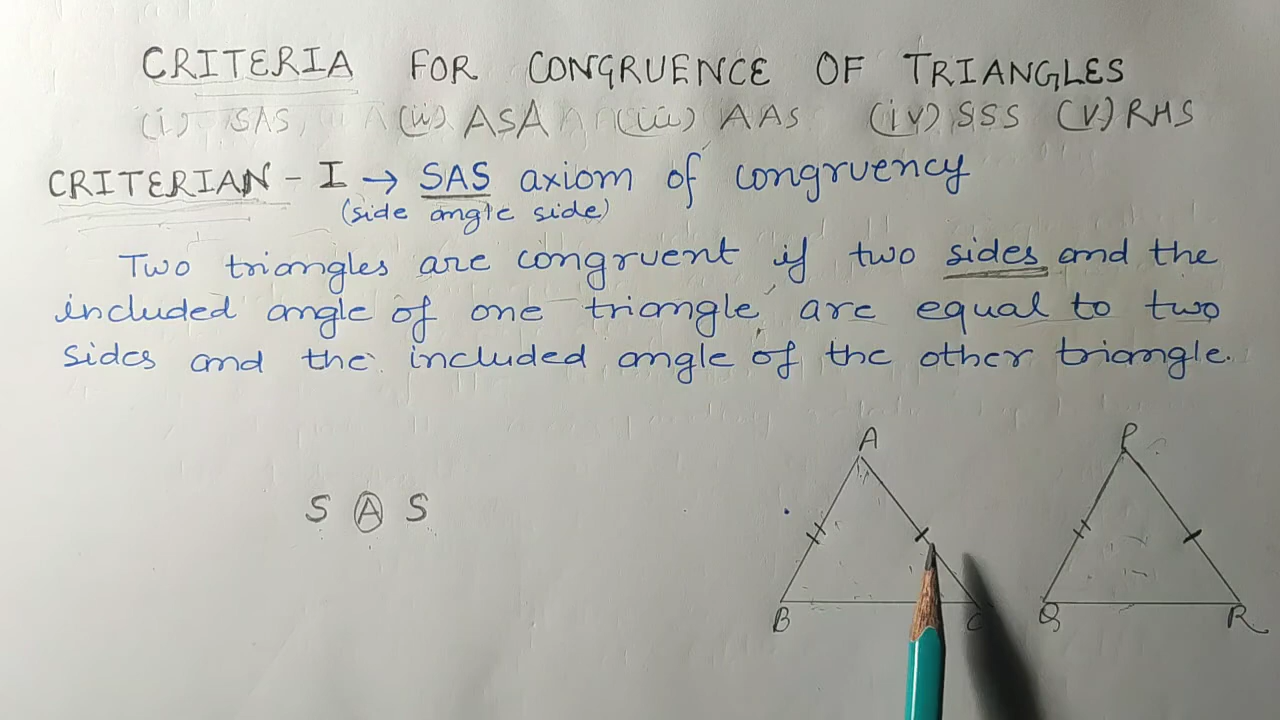 CRITERIA FOR CONGRUENCE OF TRIANGLES
(i) SAS (ii) ASA (iii) AAS (iv) SSS (v) RHS
CRITERIAN - I → SAS axiom of congruency
(side angle side)
Two triangles are congruent if two sides and the
included angle of one triangle, are equal to two
sides and the included angle of the other triangle.
A P
S A S
B C Q R